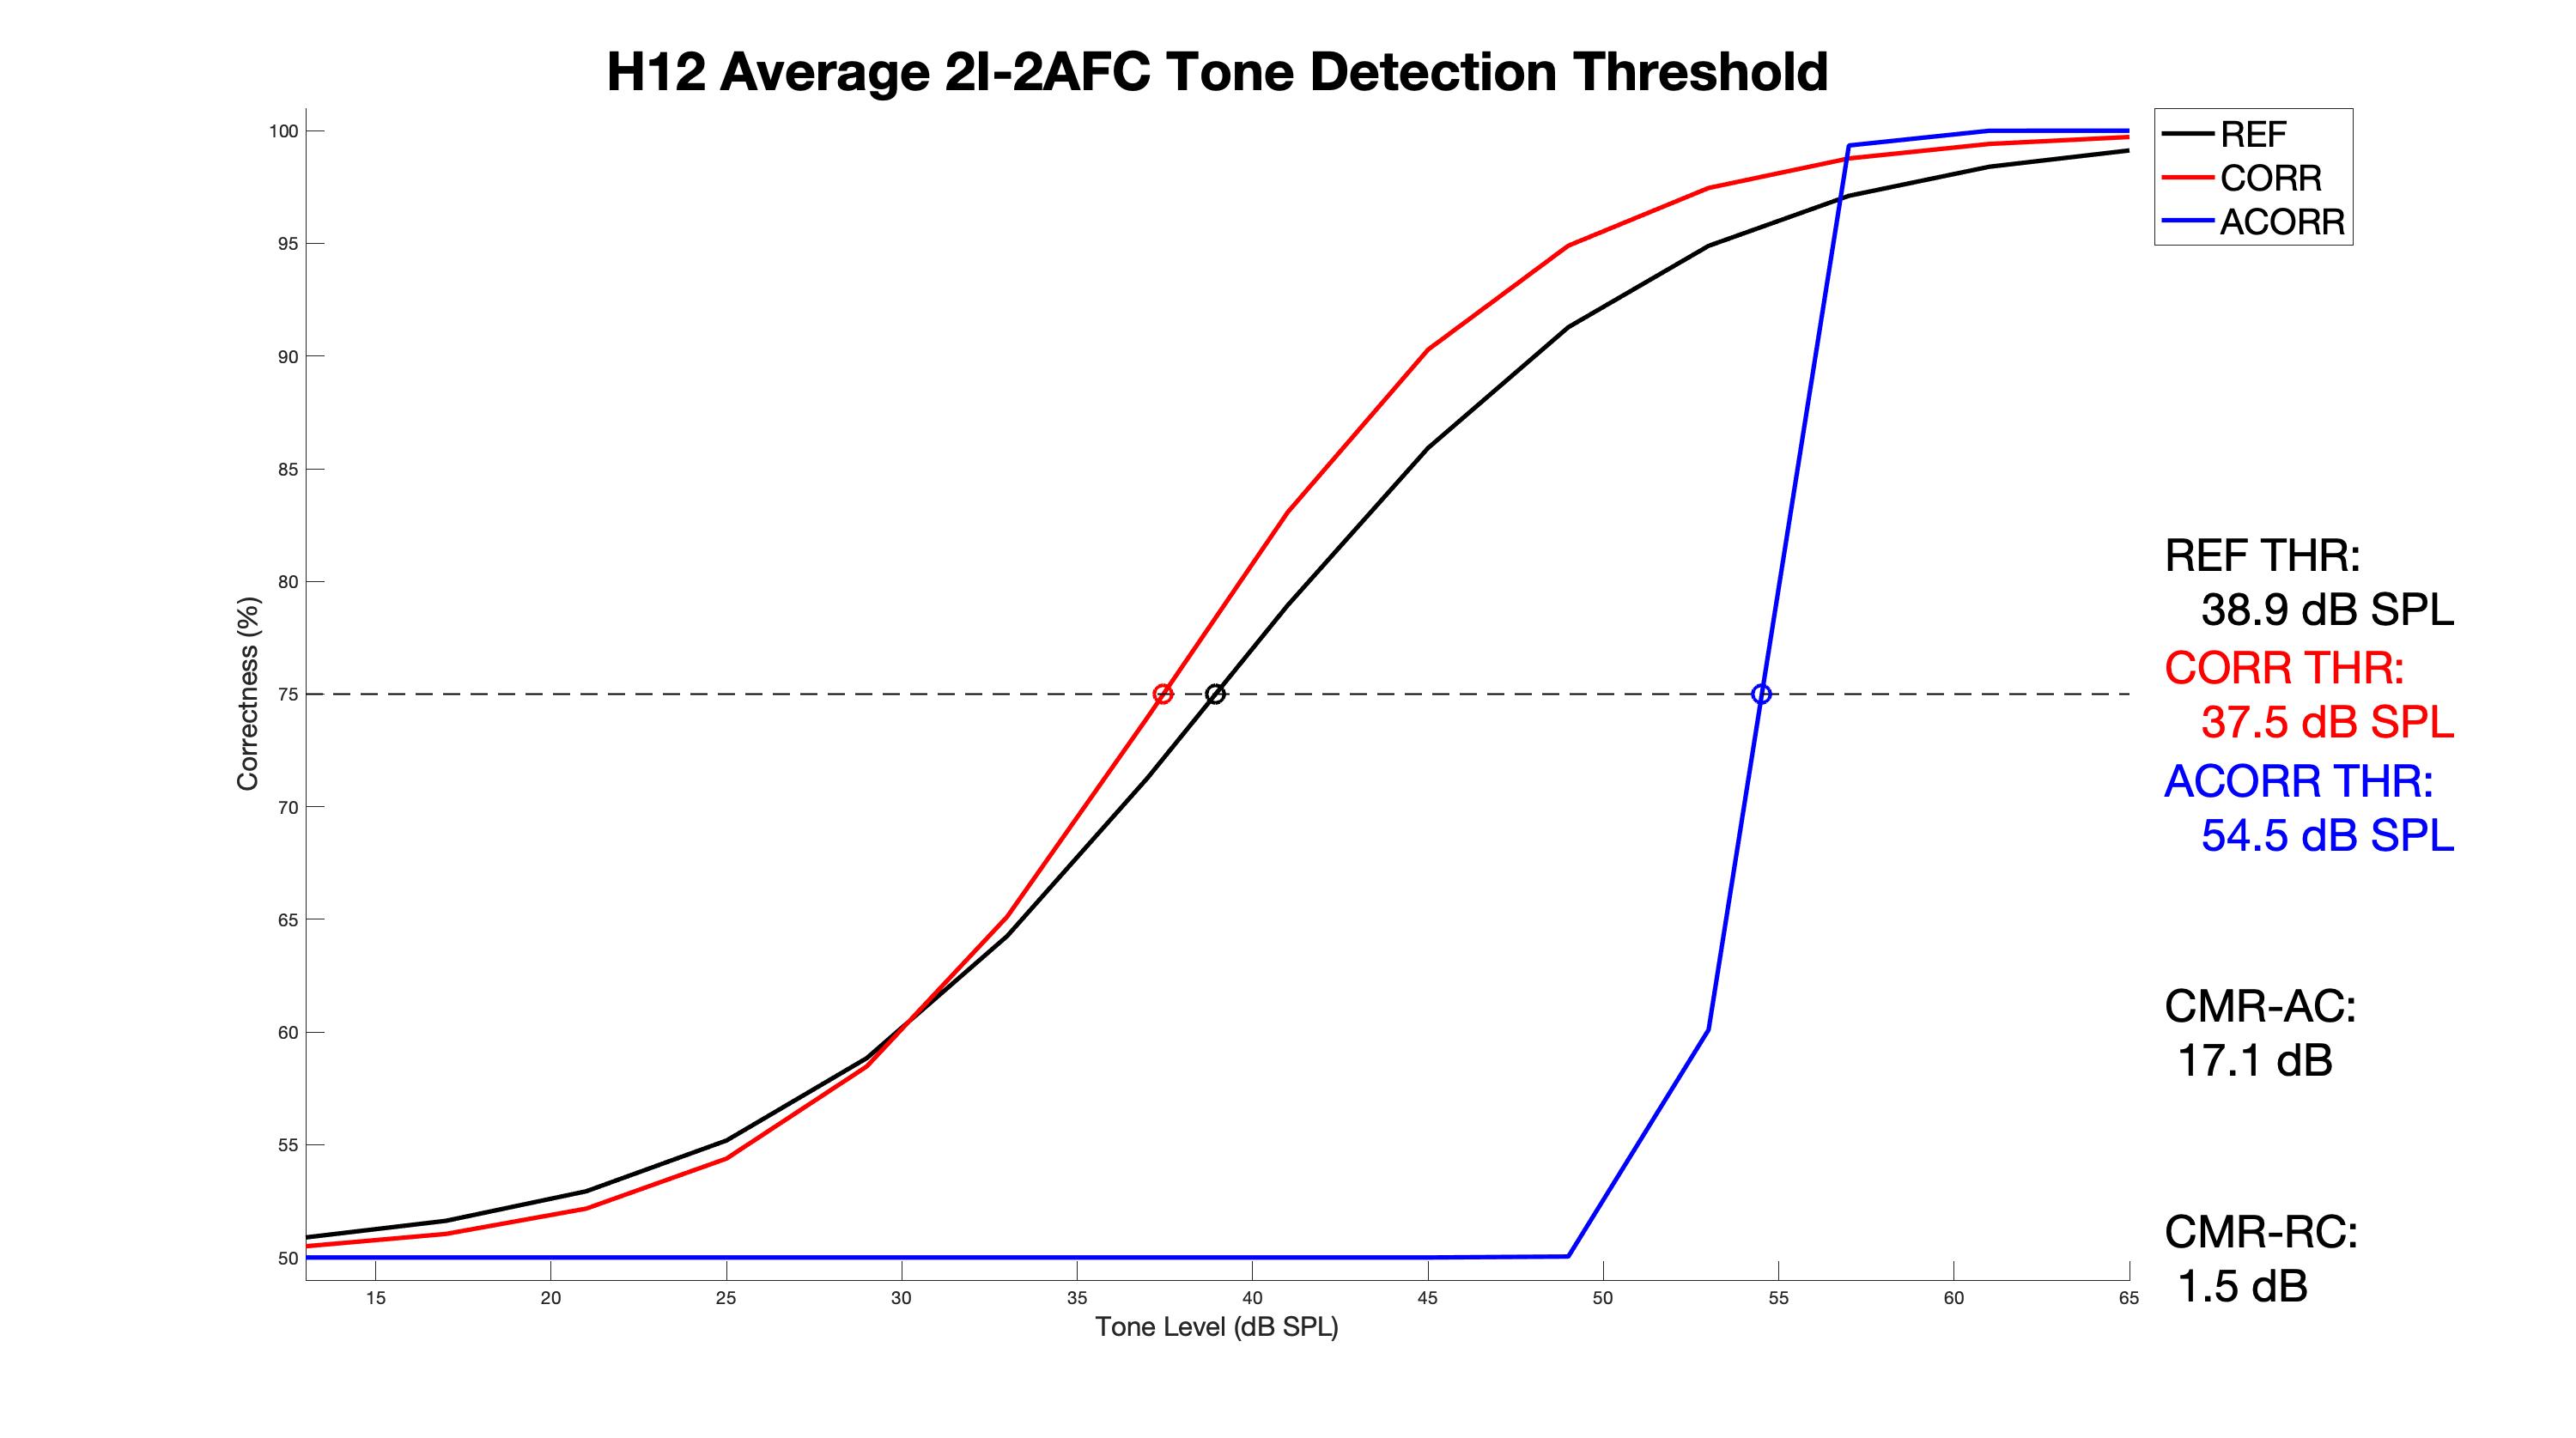 H12 Average 2I-2AFC Tone Detection Threshold
REF
CORR
ACORR
100
95
90
85
80
75
70
65
60
55
50
Correctness (%)
15 20 25 30 35 40 45 50 55 60 65
Tone Level (dB SPL)
REF THR:
38.9 dB SPL
CORR THR:
37.5 dB SPL
ACORR THR:
54.5 dB SPL
CMR-AC:
17.1 dB
CMR-RC:
1.5 dB